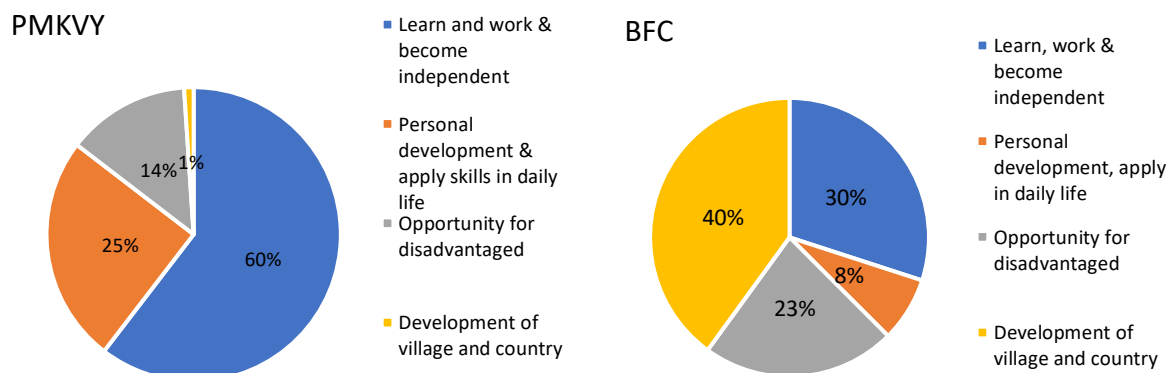 PMKVY
Learn and work &
become
independent
Personal
development &
apply skills in daily
life
Opportunity for
disadvantaged
Development of
village and country
1%
14%
25%
60%
BFC
Learn, work &
become
independent
Personal
development, apply
in daily life
Opportunity for
disadvantaged
Development of
village and country
30%
40%
8%
23%